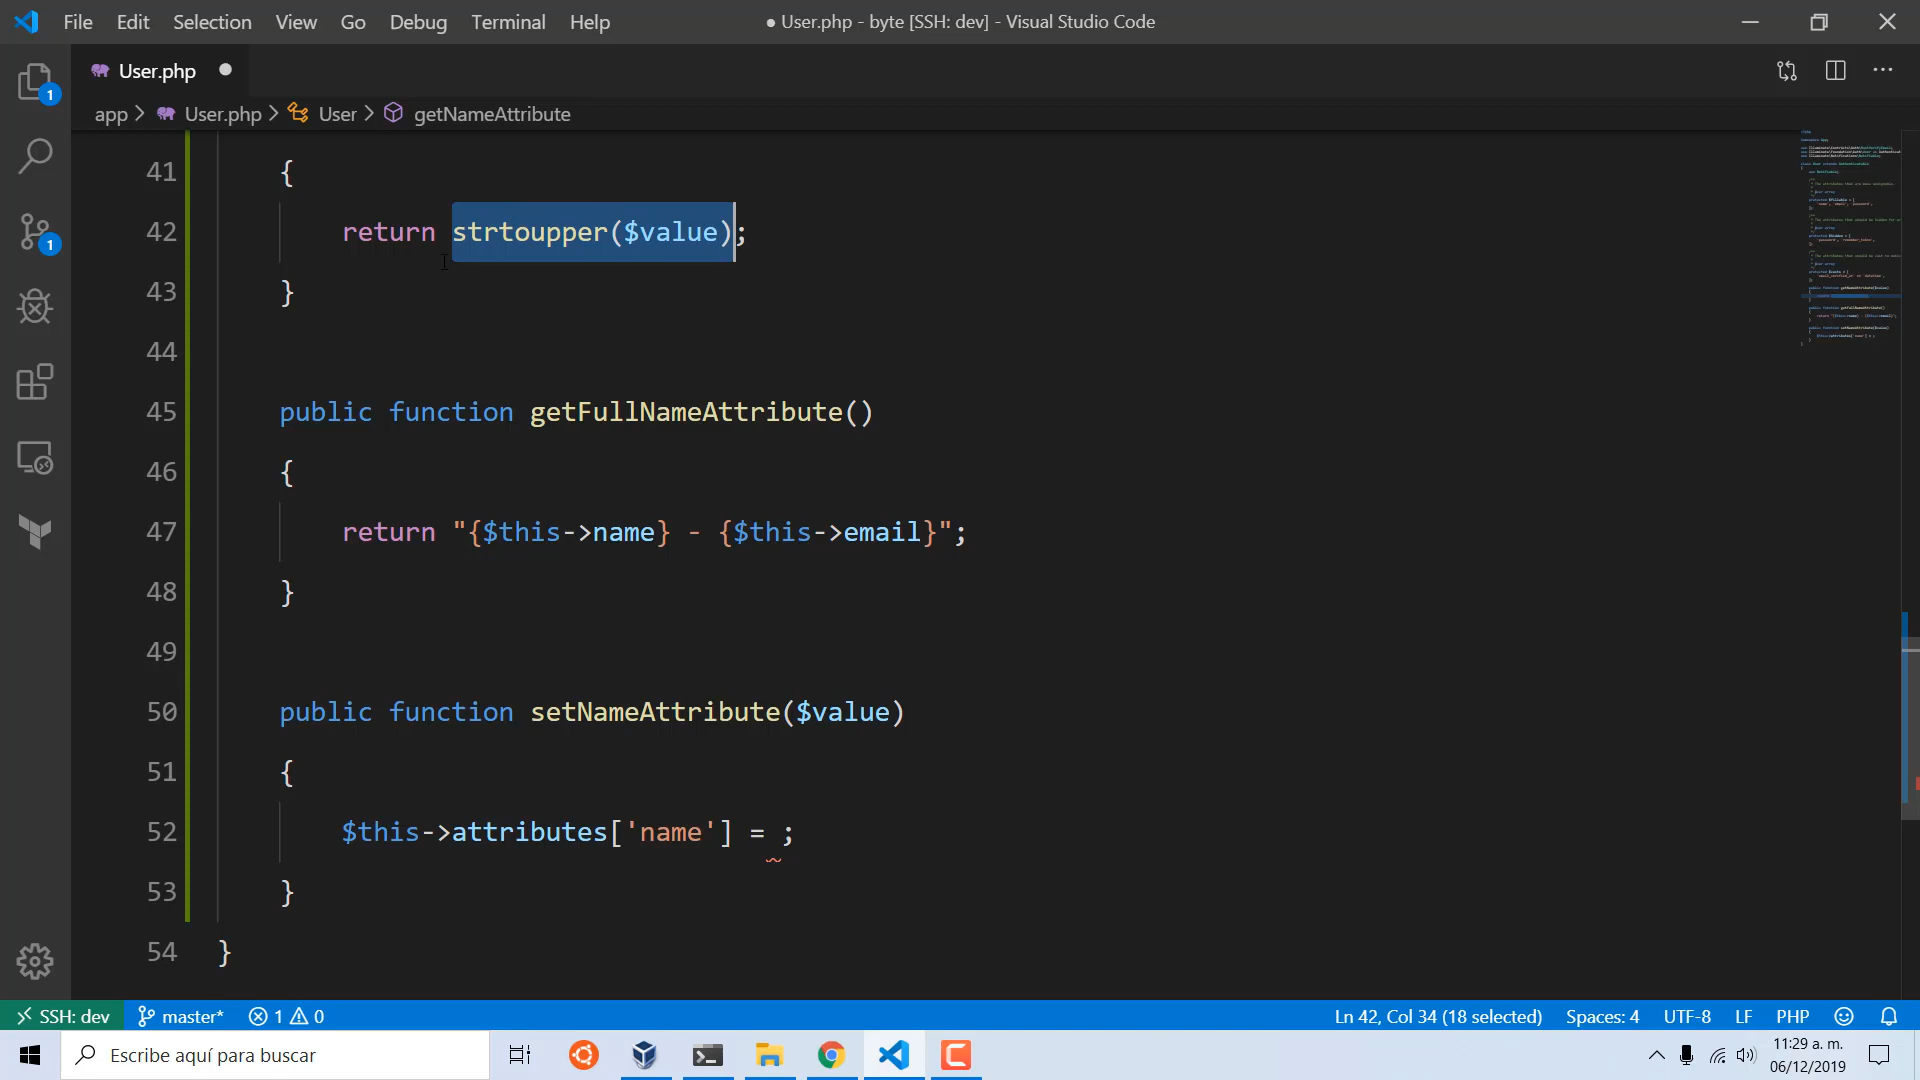 File Edit Selection View Go Debug Terminal Help ● User.php - byte [SSH: dev] - Visual Studio Code
User.php
app > User.php > User > getNameAttribute
41 {
42 return strtoupper($value);
43 }
44
45 public function getFullNameAttribute()
46 {
47 return "{$this->name} - {$this->email}";
48 }
49
50 public function setNameAttribute($value)
51 {
52 $this->attributes['name'] = ;
53 }
54 }
1
1
SSH: dev master* 1 0 Ln 42, Col 34 (18 selected) Spaces: 4 UTF-8 LF PHP
Escribe aquí para buscar
11:29 a. m.
06/12/2019